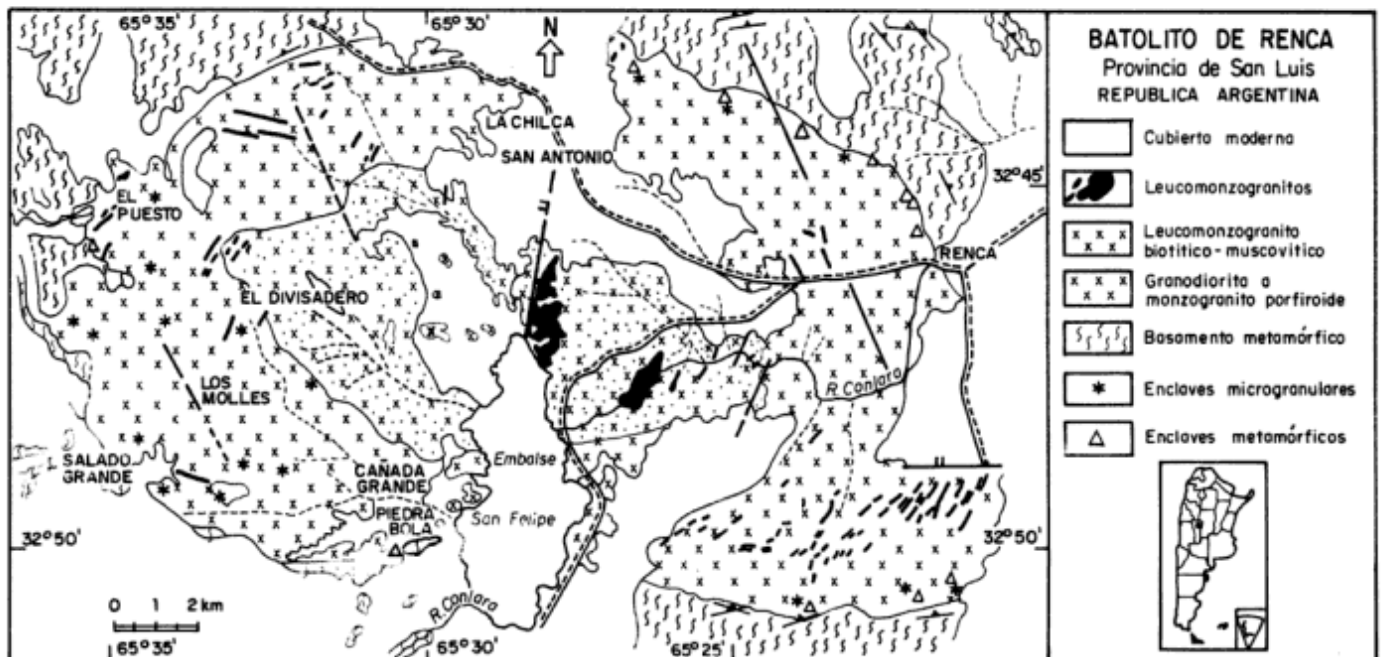 65°35'
65°30'
N
LA CHILCA
SAN ANTONIO
32°45'
EL
PUESTO
RENCA
EL DIVISADERO
LOS
MOLLES
R. Conlara
SALADO
GRANDE
CAÑADA
GRANDE
Embalse
PIEDRA
BOLA
San Felipe
32°50'
32°50'
0 1 2 km
R. Conlara
65°35'
65°30'
65°25'
BATOLITO DE RENCA
Provincia de San Luis
REPUBLICA ARGENTINA
Cubierto moderna
Leucomonzogranitos
Leucomonzogranito
biotítico-muscovítico
Granodiorita a
monzogranito porfiroide
Basamento metamórfico
Enclaves microgranulares
Enclaves metamórficos